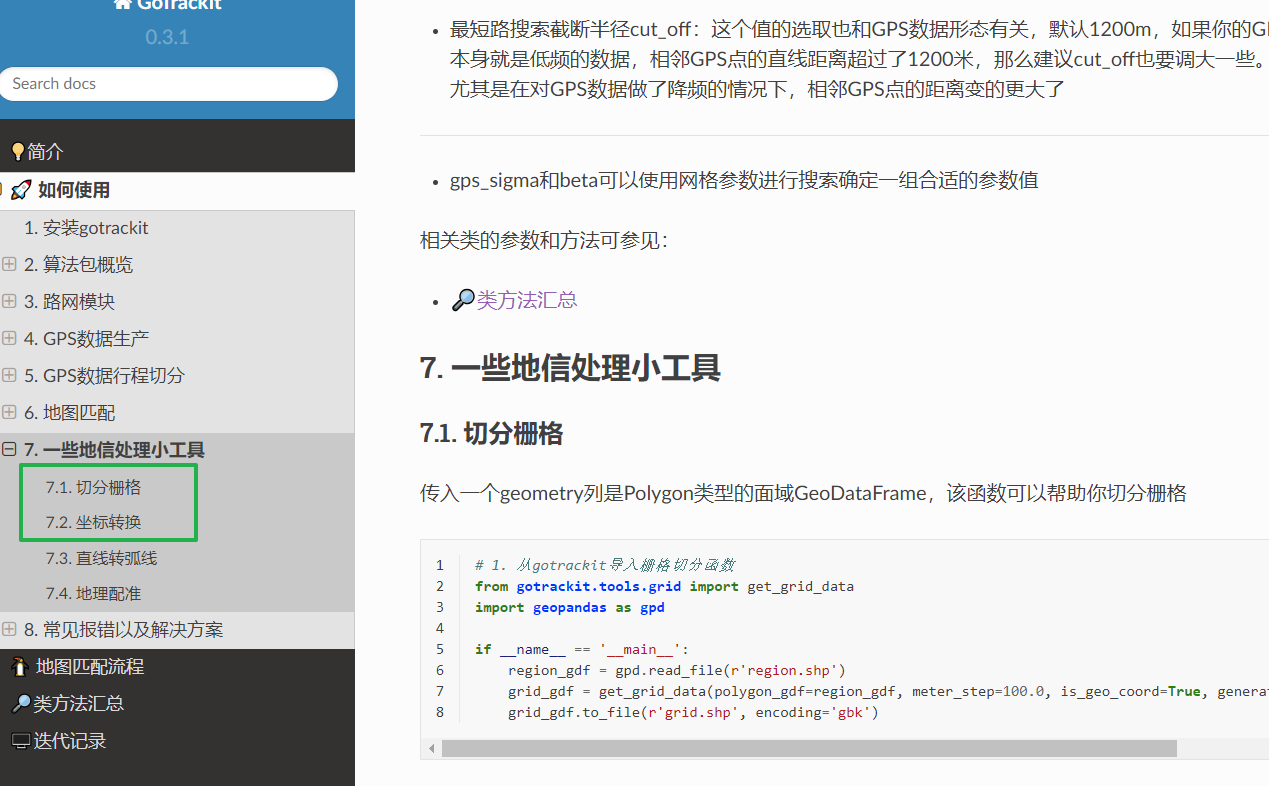 GoTrackit
0.3.1
Search docs
简介
如何使用
1. 安装gotrackit
2. 算法包概览
3. 路网模块
4. GPS数据生产
5. GPS数据行程切分
6. 地图匹配
7. 一些地信处理小工具
7.1. 切分栅格
7.2. 坐标转换
7.3. 直线转弧线
7.4. 地理配准
8. 常见报错以及解决方案
地图匹配流程
类方法汇总
迭代记录
最短路搜索截断半径cut_off：这个值的选取也和GPS数据形态有关，默认1200m，如果你的
本身就是低频的数据，相邻GPS点的直线距离超过了1200米，那么建议cut_off也要调大一些。
尤其是在对GPS数据做了降频的情况下，相邻GPS点的距离变的更大了
gps_sigma和beta可以使用网格参数进行搜索确定一组合适的参数值
相关类的参数和方法可参见：
类方法汇总
7. 一些地信处理小工具
7.1. 切分栅格
传入一个geometry列是Polygon类型的面域GeoDataFrame，该函数可以帮助你切分栅格
1 # 1. 从gotrackit导入栅格切分函数
2 from gotrackit.tools.grid import get_grid_data
3 import geopandas as gpd
4
5 if __name__ == '__main__':
6 region_gdf = gpd.read_file(r'region.shp')
7 grid_gdf = get_grid_data(polygon_gdf=region_gdf, meter_step=100.0, is_geo_coord=True, genera
8 grid_gdf.to_file(r'grid.shp', encoding='gbk')